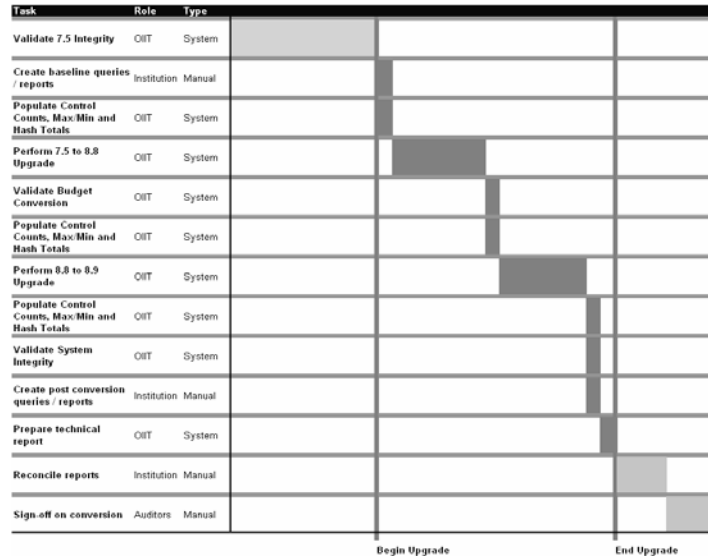 Task Role Type
Validate 7.5 Integrity OIIT System
Create baseline queries
/ reports Institution Manual
Populate Control
Counts, Max/Min and
Hash Totals OIIT System
Perform 7.5 to 8.8
Upgrade OIIT System
Validate Budget
Conversion OIIT System
Populate Control
Counts, Max/Min and
Hash Totals OIIT System
Perform 8.8 to 8.9
Upgrade OIIT System
Populate Control
Counts, Max/Min and
Hash Totals OIIT System
Validate System
Integrity OIIT System
Create post conversion
queries / reports Institution Manual
Prepare technical
report OIIT System
Reconcile reports Institution Manual
Sign-off on conversion Auditors Manual
Begin Upgrade End Upgrade